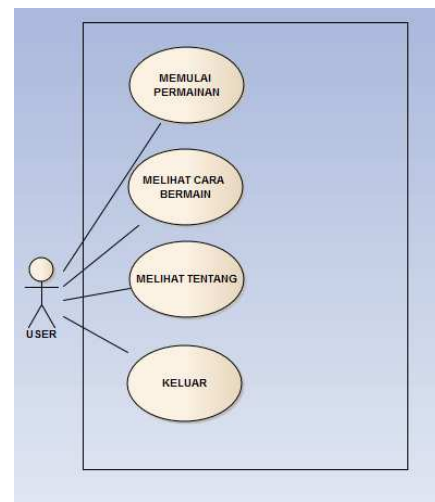 MEMULAI
PERMAINAN
MELIHAT CARA
BERMAIN
MELIHAT TENTANG
USER
KELUAR